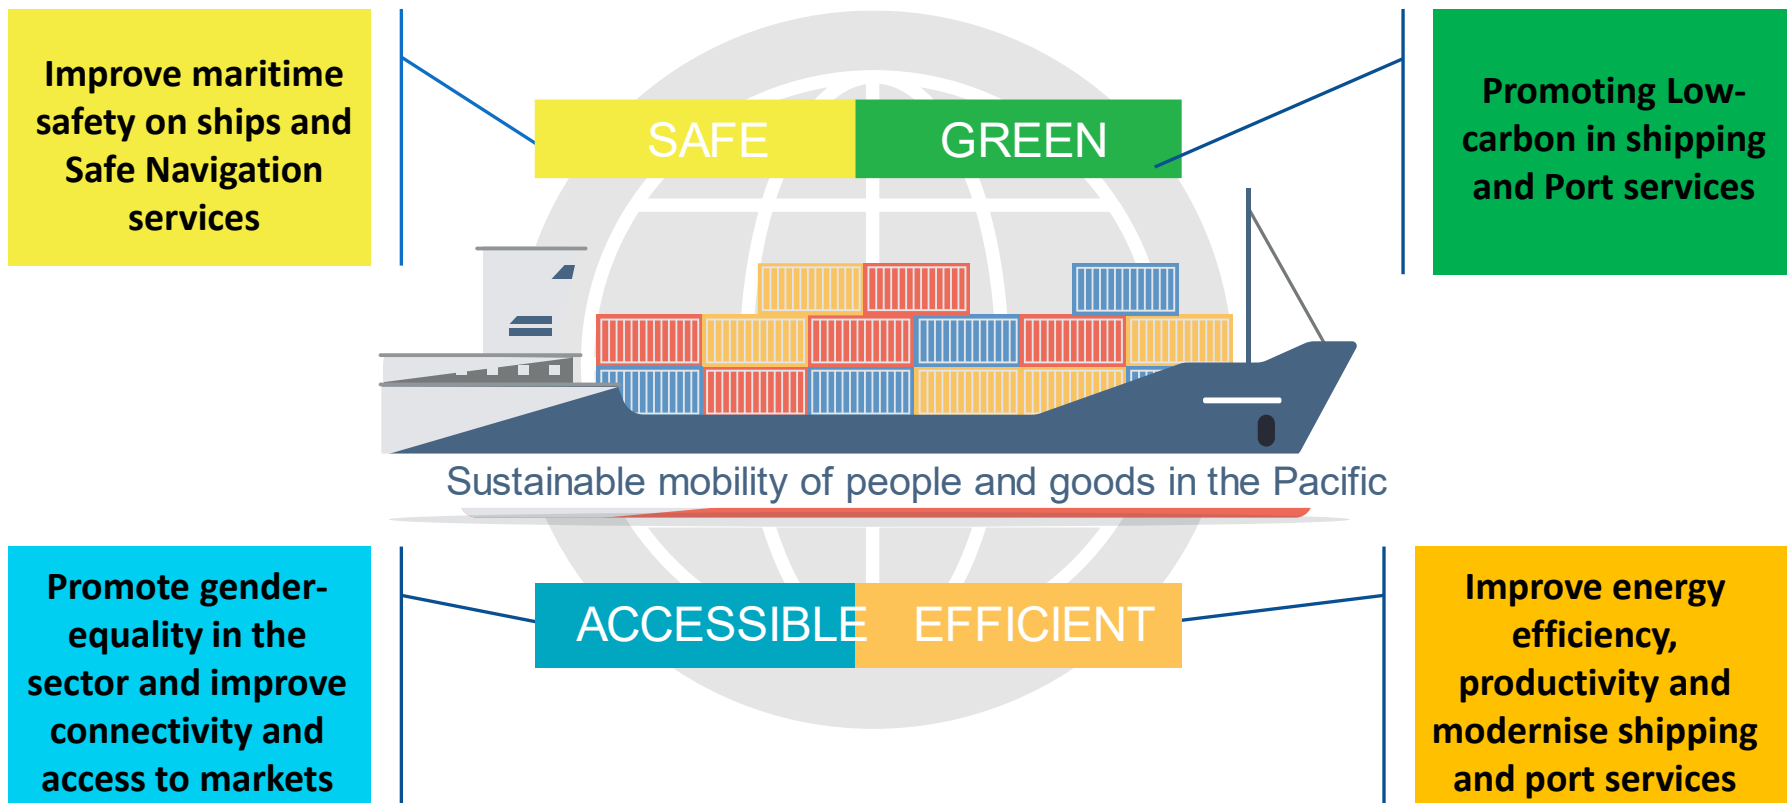 Improve maritime
safety on ships and
Safe Navigation
services
SAFE
GREEN
Promoting Low-
carbon in shipping
and Port services
Sustainable mobility of people and goods in the Pacific
Promote gender-
equality in the
sector and improve
connectivity and
access to markets
ACCESSIBLE
EFFICIENT
Improve energy
efficiency,
productivity and
modernise shipping
and port services